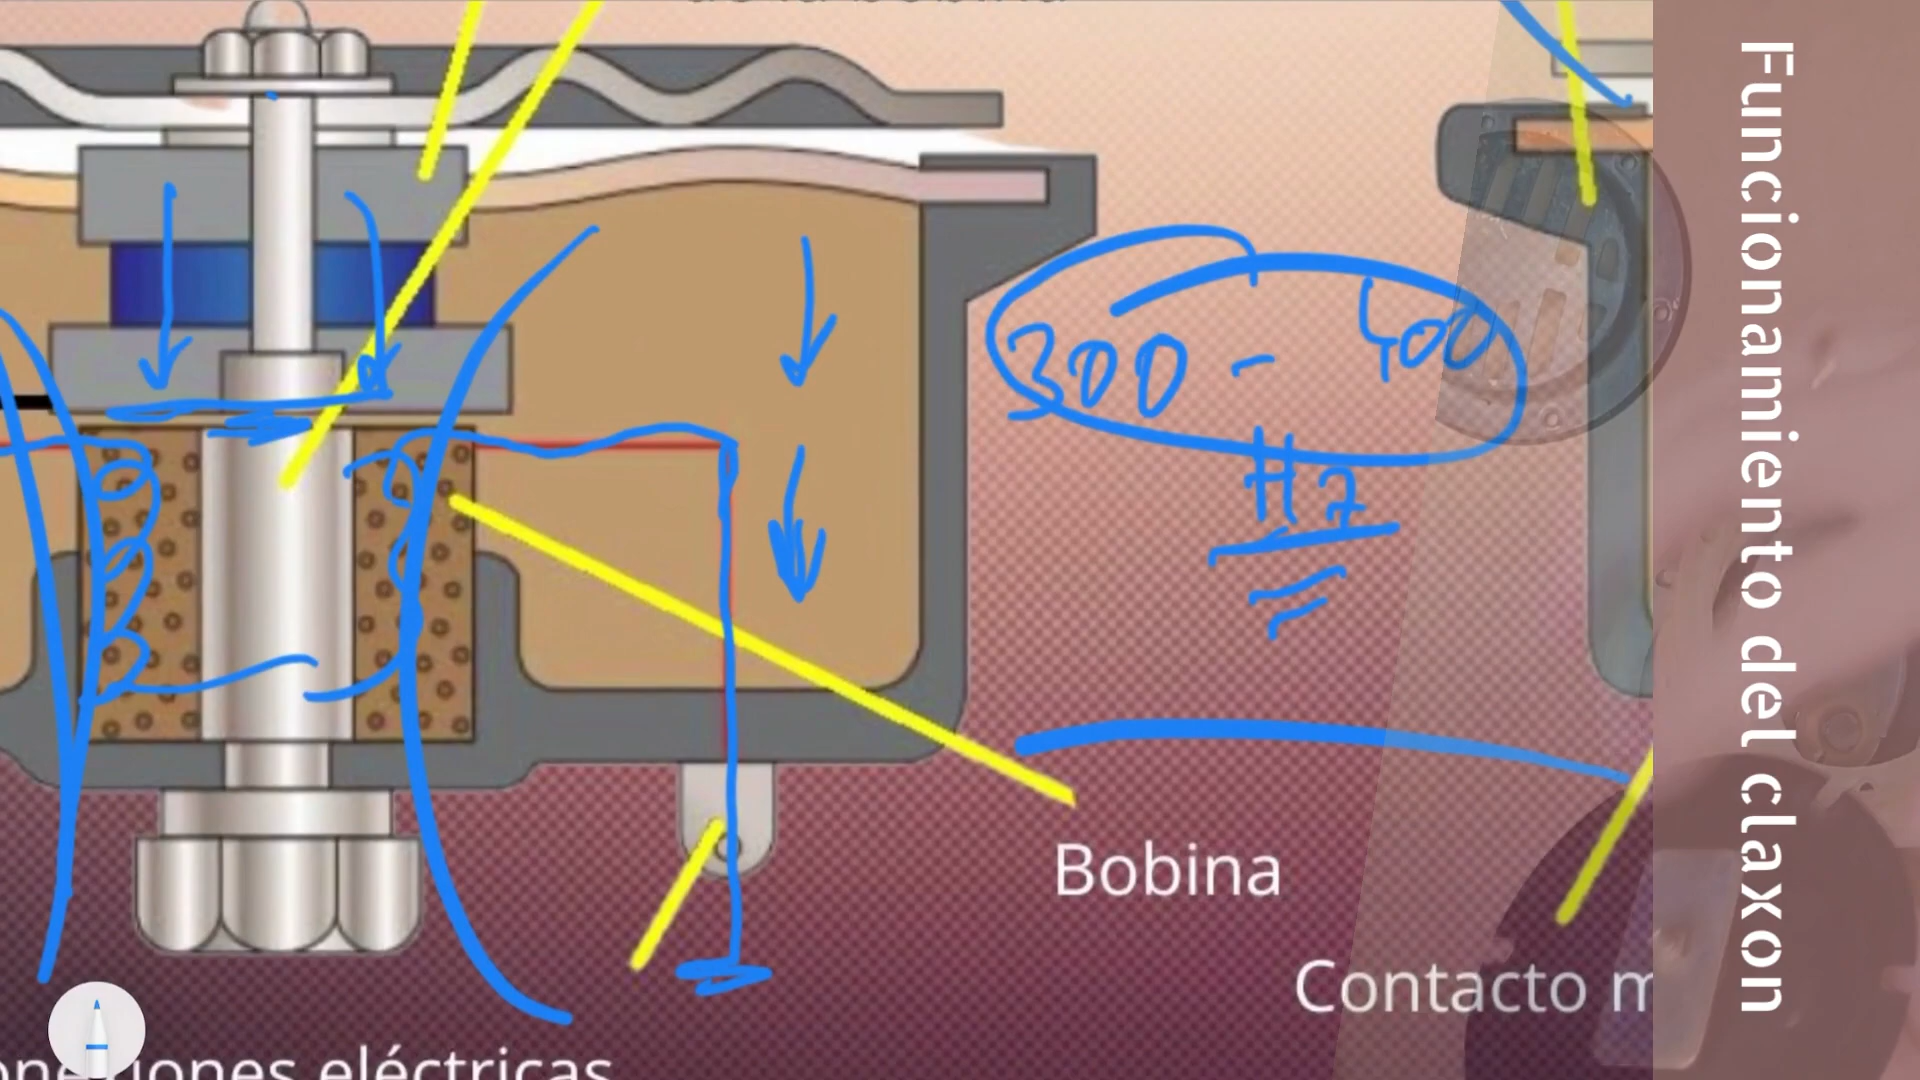 300 - 400
Hz
Bobina
Contacto m
eléctricas
Funcionamiento del claxon